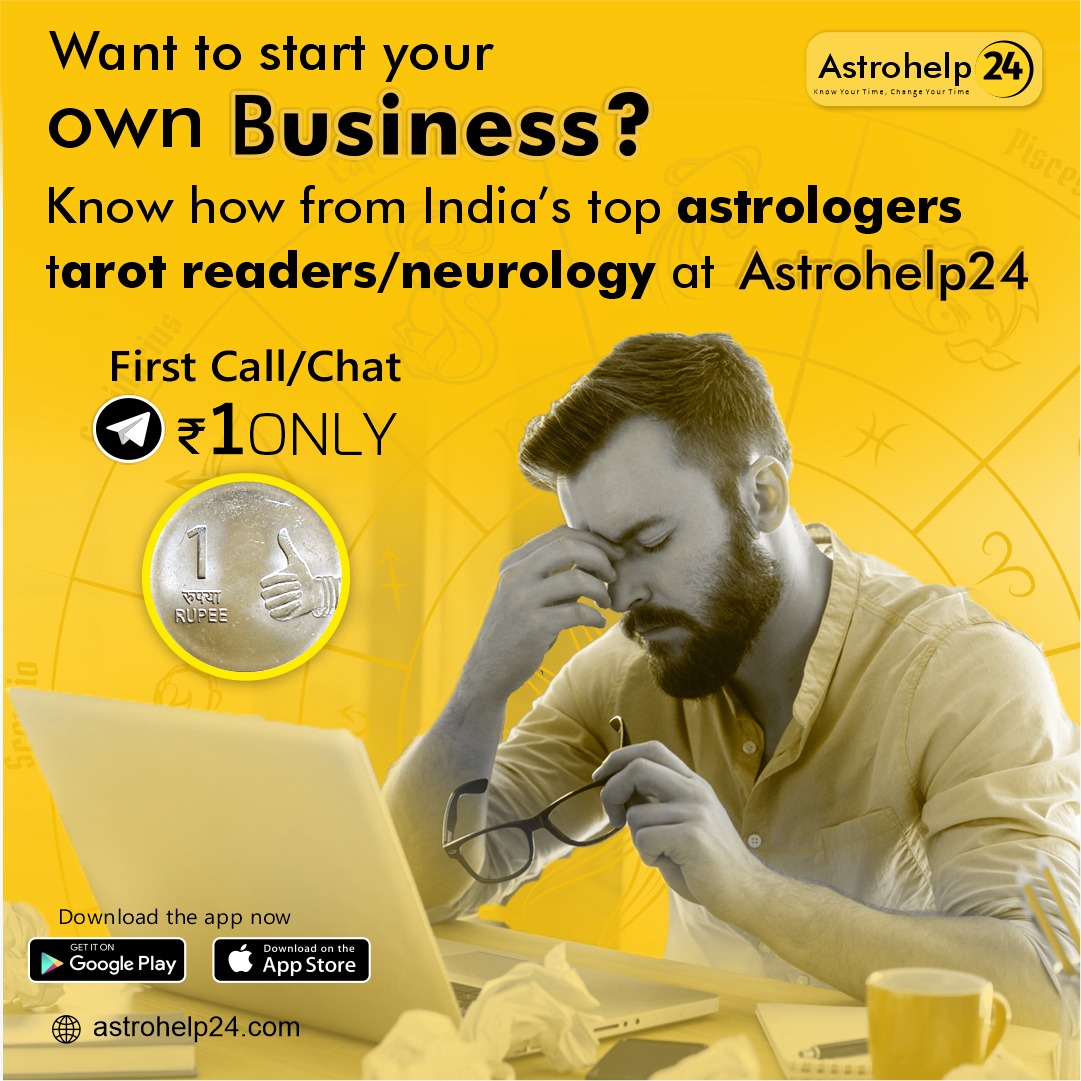 Want to start your
own Business?
Know how from India's top astrologers
tarot readers/neurology at Astrohelp24
Astrohelp 24
Know Your Time, Change Your Time
First Call/Chat
₹1 ONLY
1
रुपया
RUPEE
Download the app now
GET IT ON
Google Play
Download on the
App Store
astrohelp24.com